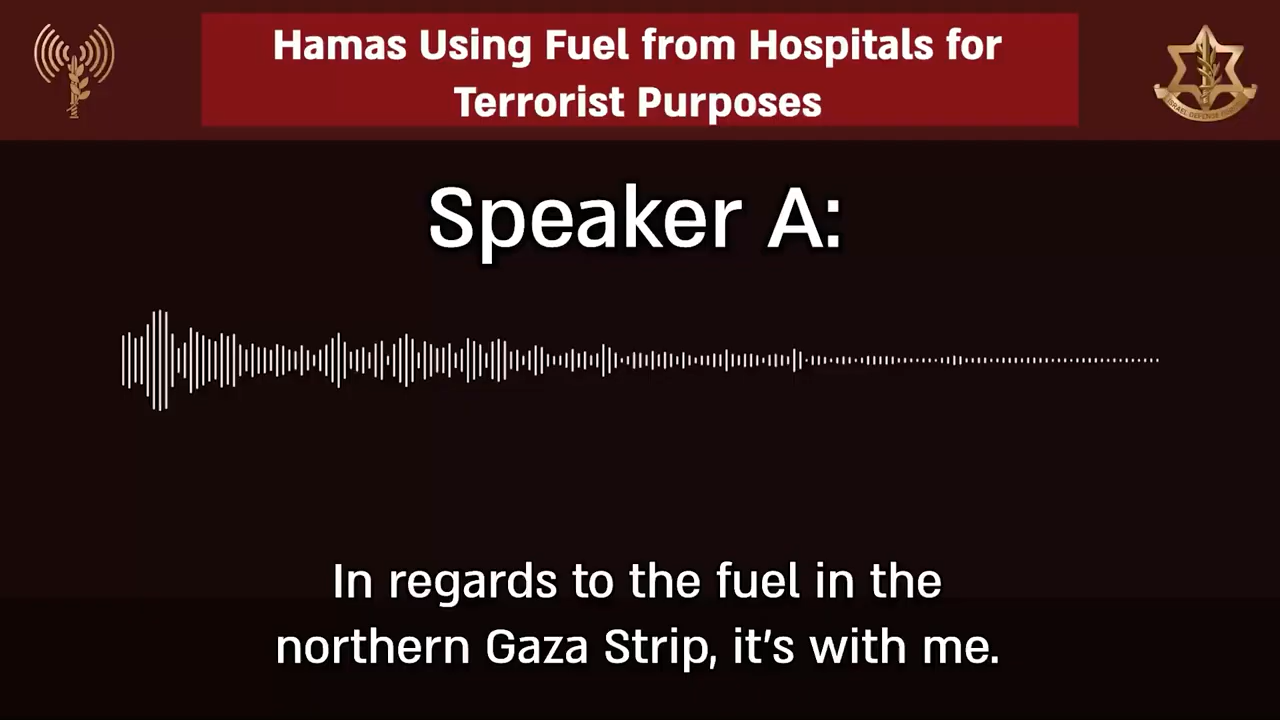 Hamas Using Fuel from Hospitals for
Terrorist Purposes
Speaker A:
In regards to the fuel in the
northern Gaza Strip, it's with me.